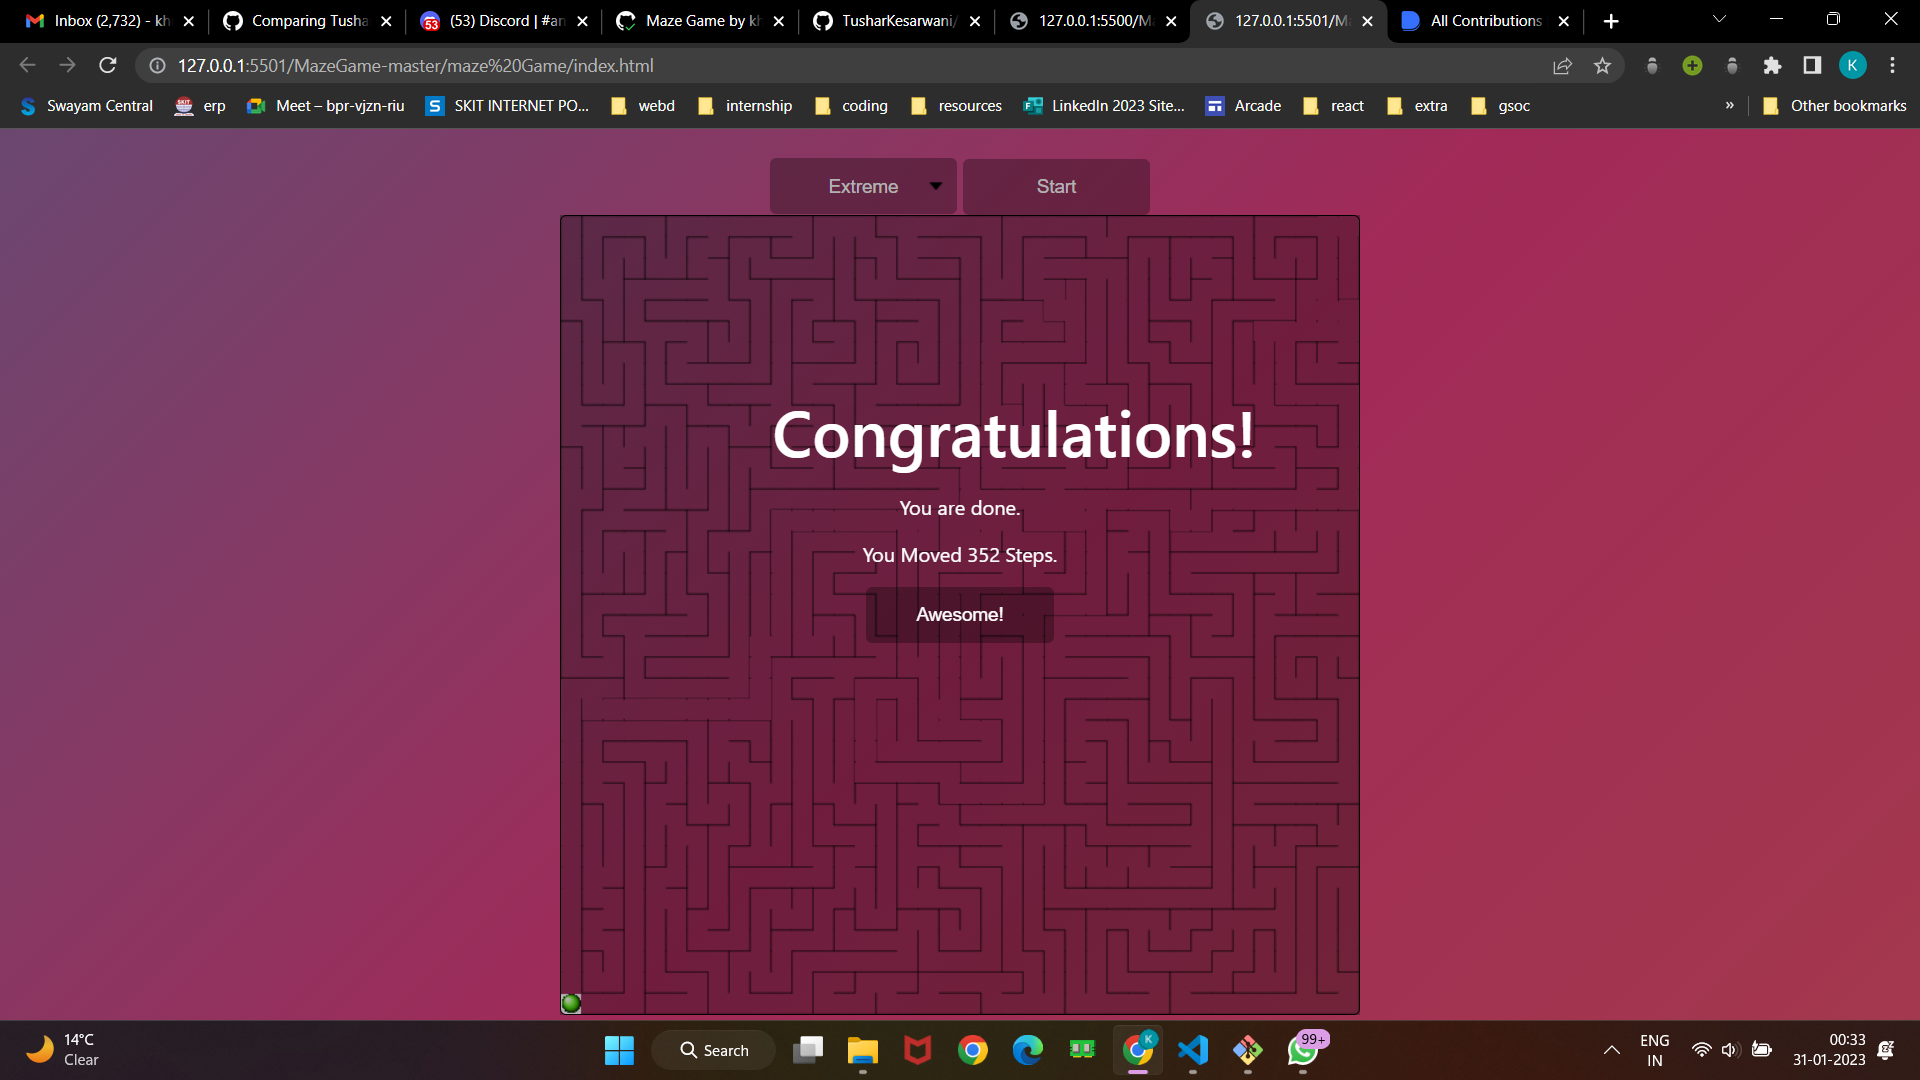 Inbox (2,732) - kh
Comparing Tusha
(53) Discord | #an
Maze Game by kh
TusharKesarwani/
127.0.0.1:5500/M
127.0.0.1:5501/M
All Contributions
127.0.0.1:5501/MazeGame-master/maze%20Game/index.html
K
S Swayam Central
SKIT erp
Meet – bpr-vjzn-riu
S SKIT INTERNET PO...
webd
internship
coding
resources
LinkedIn 2023 Site...
Arcade
react
extra
gsoc
»
Other bookmarks
Extreme
Start
Congratulations!
You are done.
You Moved 352 Steps.
Awesome!
14°C
Clear
Search
K
99+
ENG
IN
00:33
31-01-2023